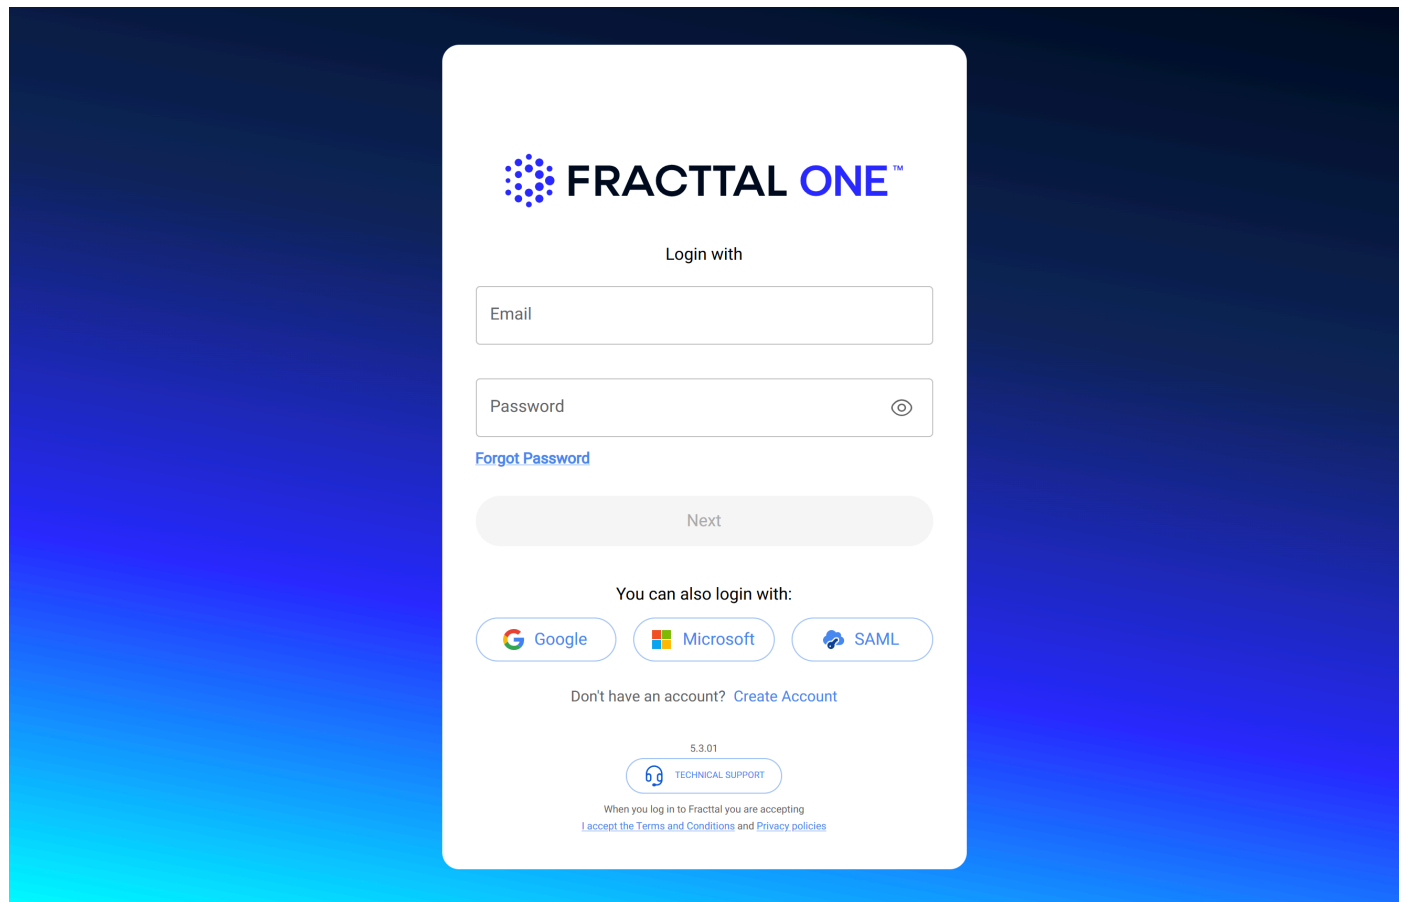 FRACTTAL ONE™
Login with
Email
Password
Forgot Password
Next
You can also login with:
Google
Microsoft
SAML
Don't have an account? Create Account
5.3.01
TECHNICAL SUPPORT
When you log in to Fracttal you are accepting
I accept the Terms and Conditions and Privacy policies